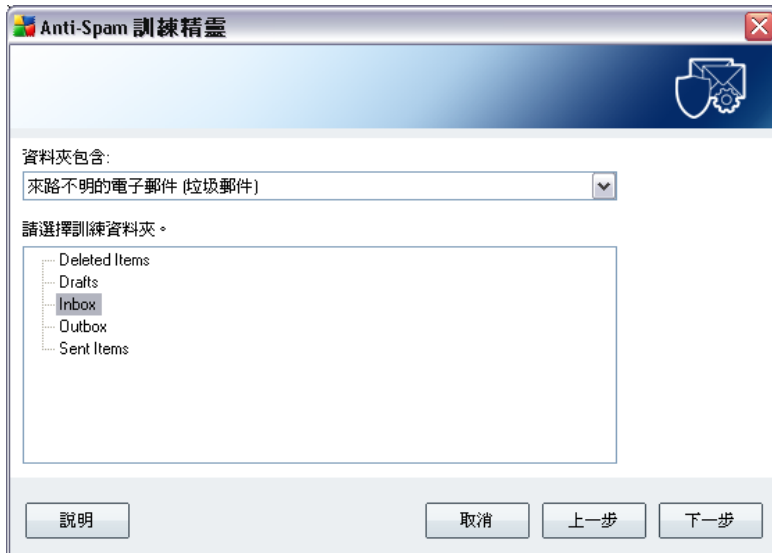 Anti-Spam 訓練精靈
資料夾包含:
來路不明的電子郵件 (垃圾郵件)
請選擇訓練資料夾。
Deleted Items
Drafts
Inbox
Outbox
Sent Items
說明
取消
上一步
下一步